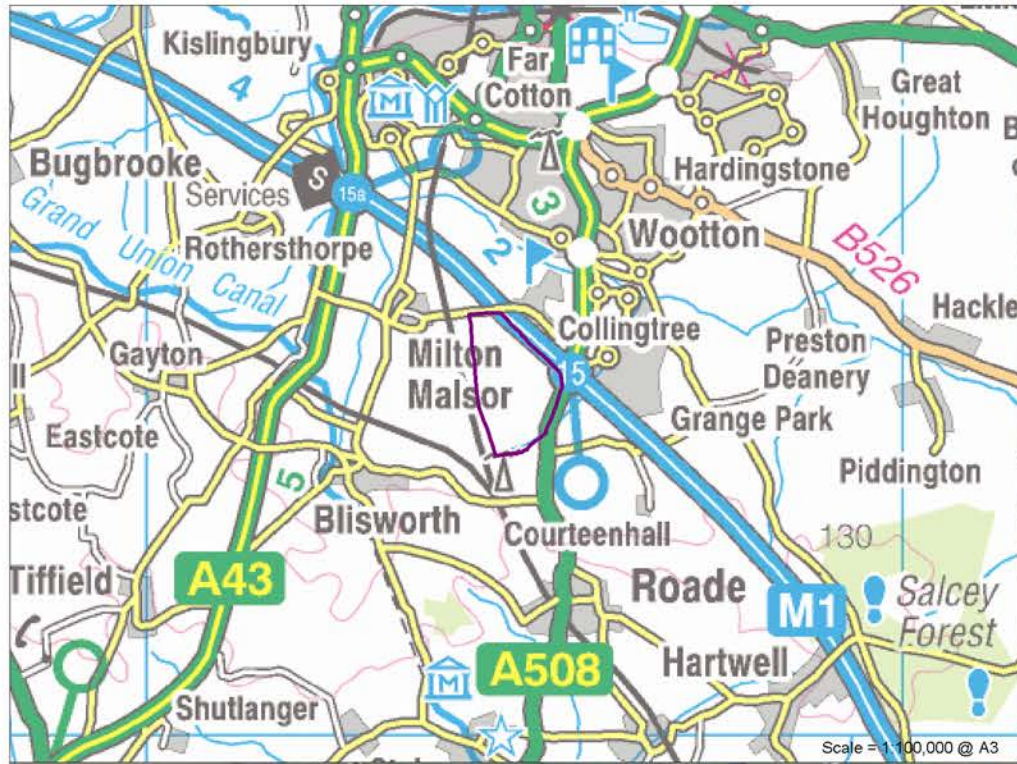 Kislingbury
4
Far
Cotton
Great
Houghton
Bugbrooke
Services
S
15a
Hardingstone
3
Wootton
Rothersthorpe
2
B526
Grand Union Canal
Hackle
Collingtree
Preston
Deanery
Gayton
Milton
Malsor
15
Grange Park
Eastcote
Piddington
stcote
5
Blisworth
Courteenhall
130
Tiffield
A43
Roade
M1
Salcey
Forest
A508
Hartwell
Shutlanger
Scale = 1:100,000 @ A3